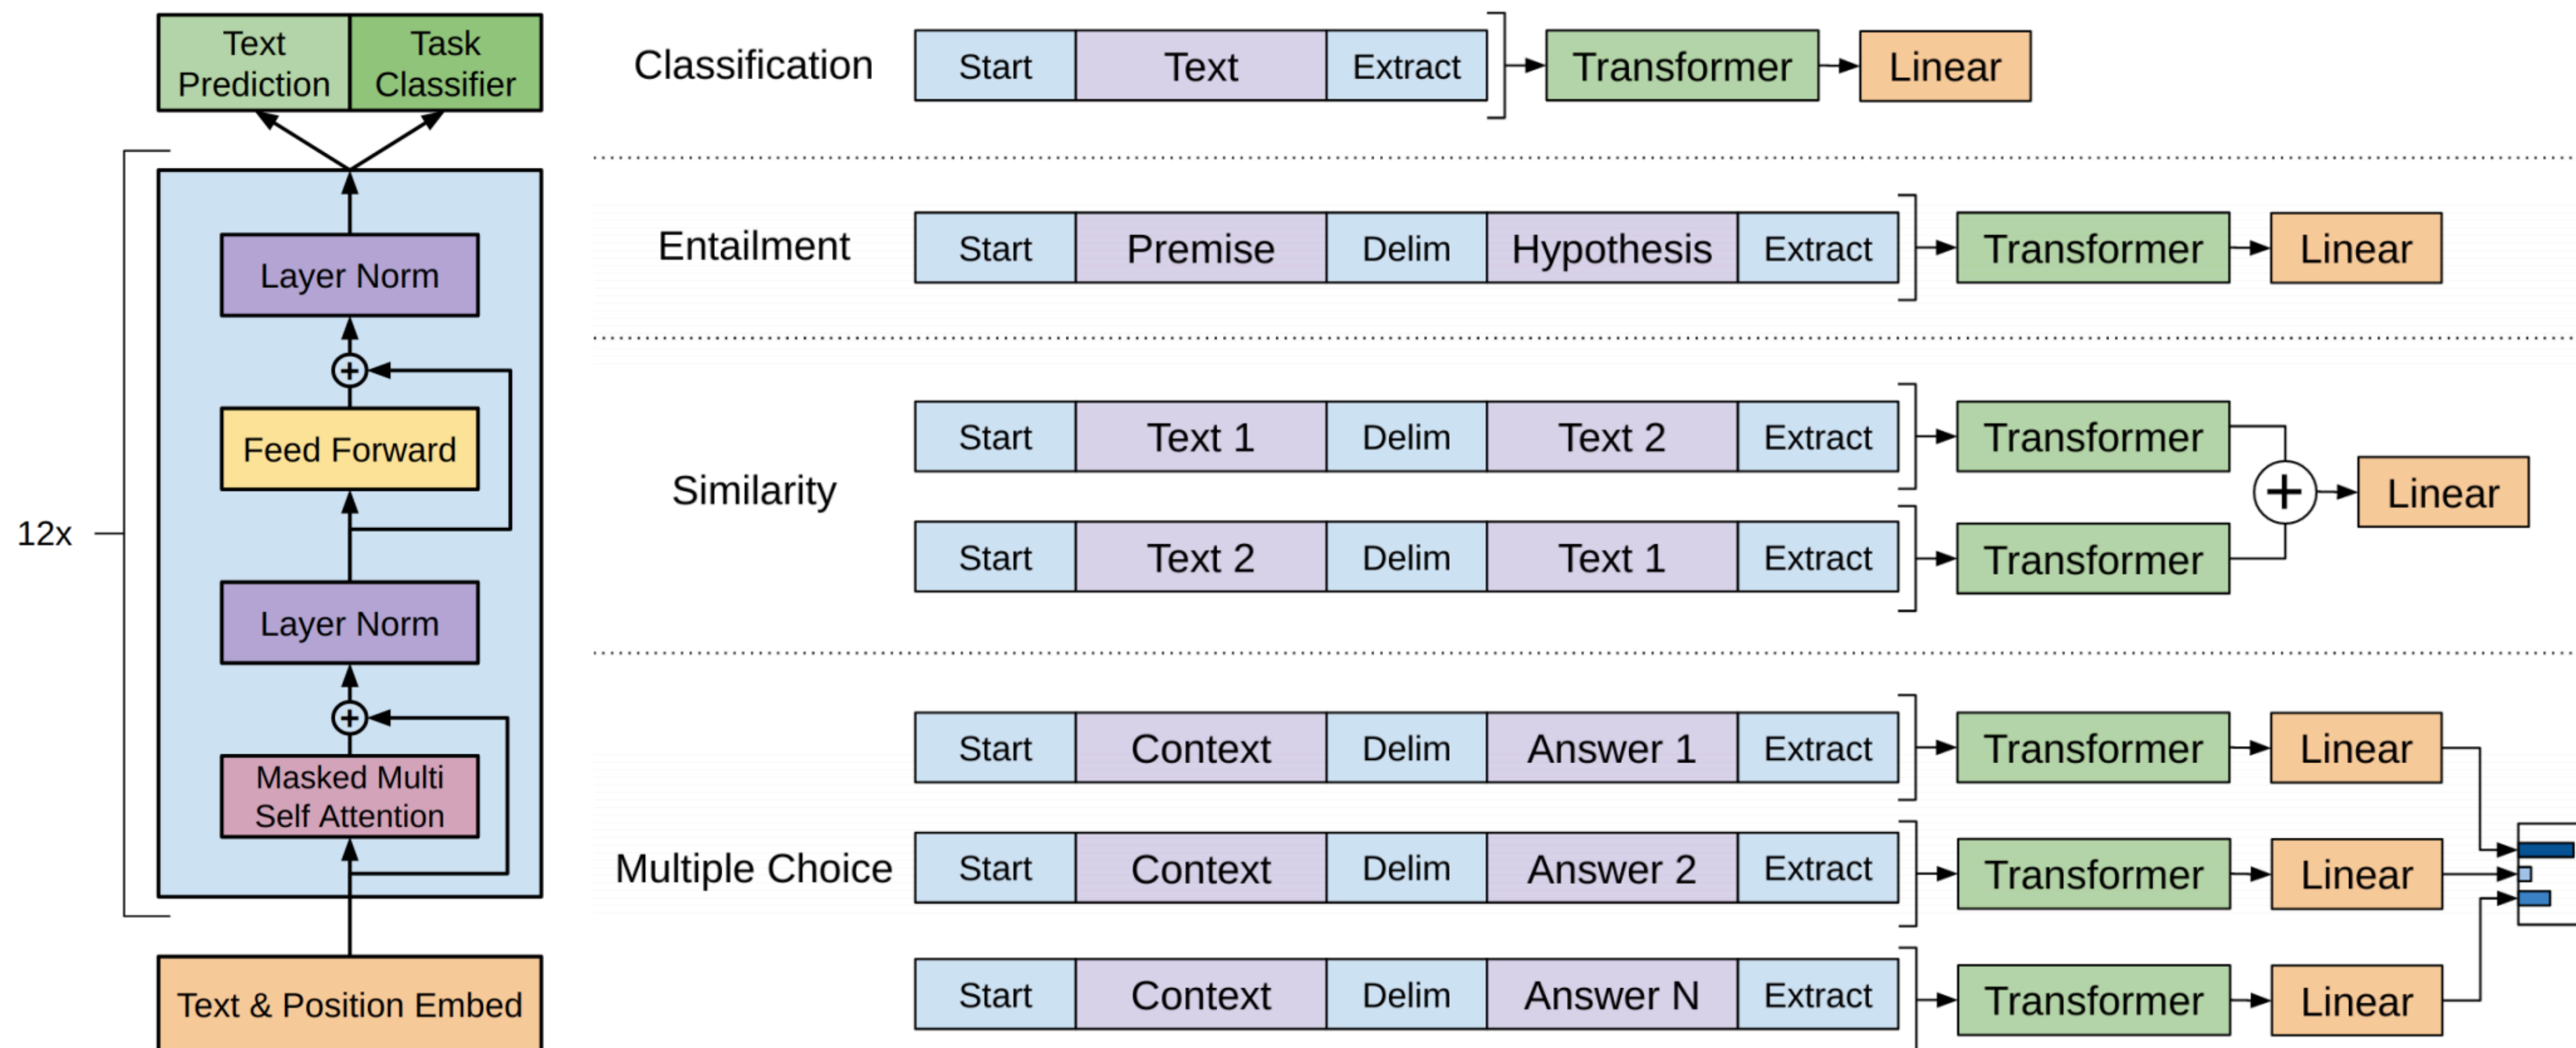 Text
Prediction
Task
Classifier
12x
Layer Norm
Feed Forward
Layer Norm
Masked Multi
Self Attention
Text & Position Embed
Classification
Start Text Extract Transformer Linear
Entailment
Start Premise Delim Hypothesis Extract Transformer Linear
Similarity
Start Text 1 Delim Text 2 Extract Transformer
+ Linear
Start Text 2 Delim Text 1 Extract Transformer
Multiple Choice
Start Context Delim Answer 1 Extract Transformer Linear
Start Context Delim Answer 2 Extract Transformer Linear
Start Context Delim Answer N Extract Transformer Linear